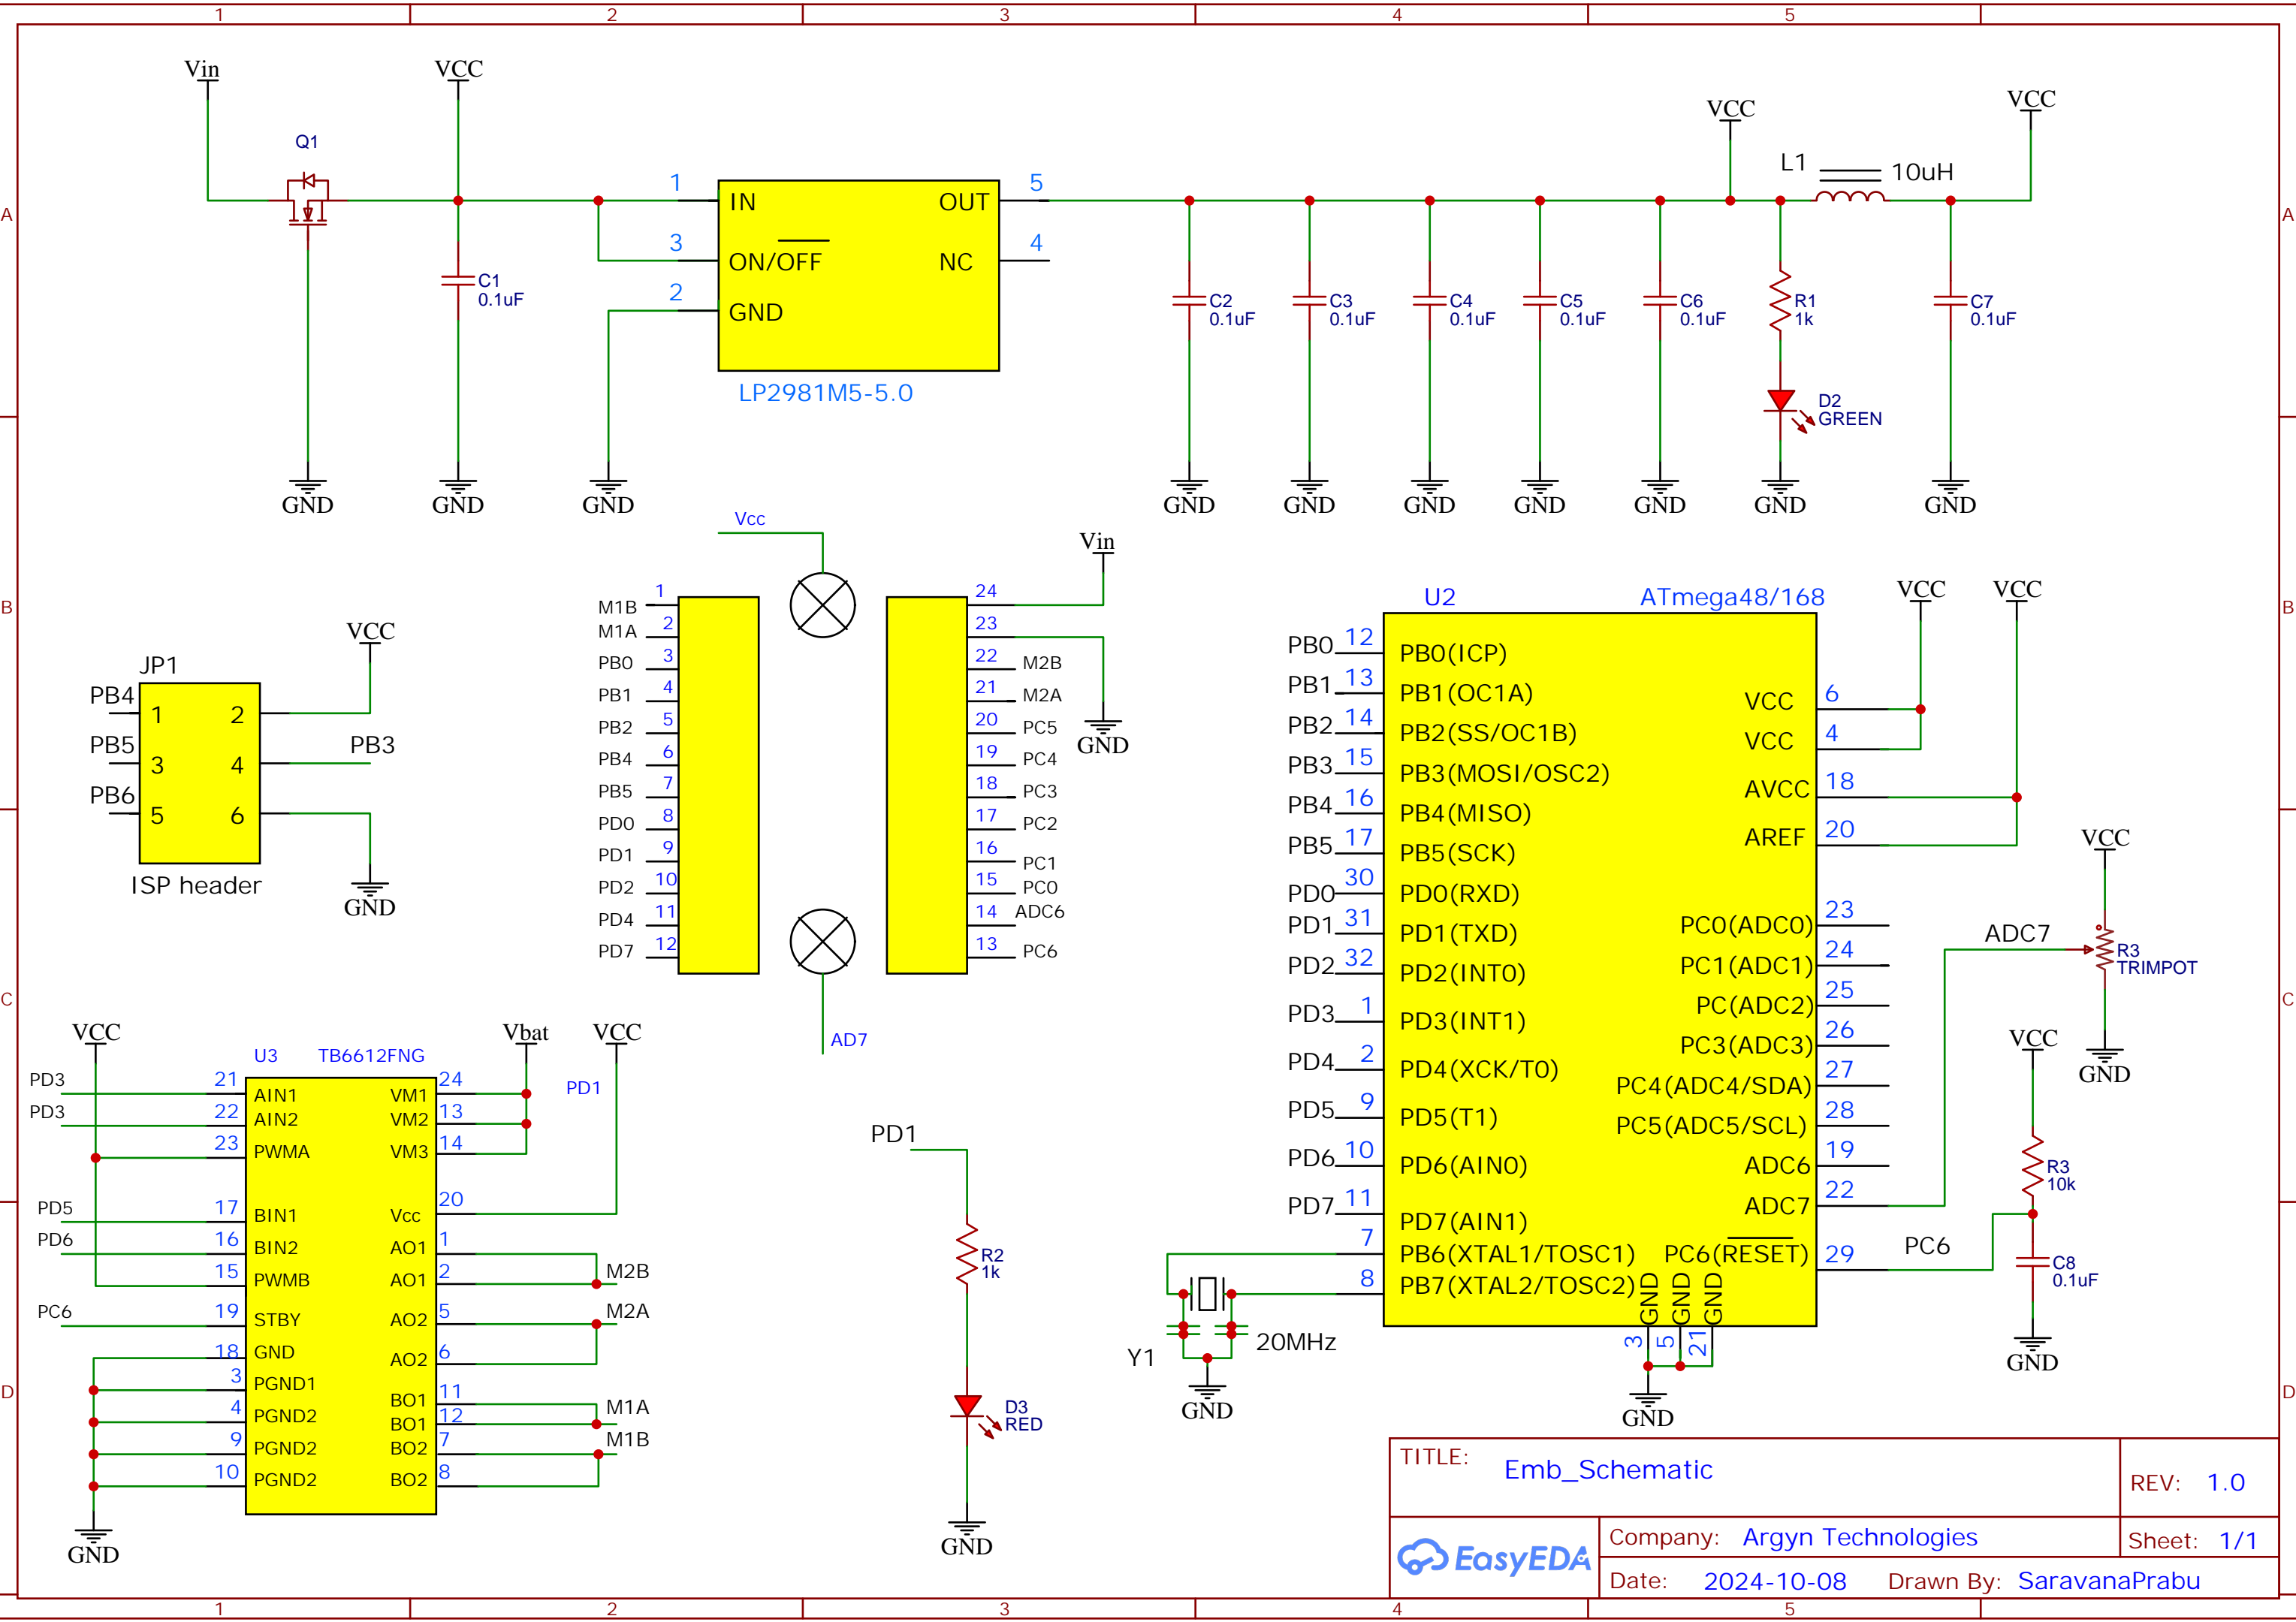 1 2 3 4 5
Vin
VCC
Q1
C1
0.1uF
1 IN
3 ON/OFF
2 GND
OUT 5
NC 4
LP2981M5-5.0
VCC
L1 10uH
VCC
C2
0.1uF
C3
0.1uF
C4
0.1uF
C5
0.1uF
C6
0.1uF
R1
1k
C7
0.1uF
D2
GREEN
GND GND GND GND GND GND GND GND GND GND
A A
B B
C C
D D
JP1
VCC
PB4 1 2
PB5 3 4 PB3
PB6 5 6
ISP header
GND
Vcc
M1B 1
M1A 2
PB0 3
PB1 4
PB2 5
PB4 6
PB5 7
PD0 8
PD1 9
PD2 10
PD4 11
PD7 12
Vin
24
23
22 M2B
21 M2A
20 PC5
19 PC4
18 PC3
17 PC2
16 PC1
15 PC0
14 ADC6
13 PC6
GND
AD7
U2 ATmega48/168
PB0 12 PB0(ICP)
PB1 13 PB1(OC1A)
PB2 14 PB2(SS/OC1B)
PB3 15 PB3(MOSI/OSC2)
PB4 16 PB4(MISO)
PB5 17 PB5(SCK)
PD0 30 PD0(RXD)
PD1 31 PD1(TXD)
PD2 32 PD2(INT0)
PD3 1 PD3(INT1)
PD4 2 PD4(XCK/T0)
PD5 9 PD5(T1)
PD6 10 PD6(AIN0)
PD7 11 PD7(AIN1)
7 PB6(XTAL1/TOSC1)
8 PB7(XTAL2/TOSC2)
VCC VCC
VCC 6
VCC 4
AVCC 18
AREF 20
PC0(ADC0) 23
PC1(ADC1) 24
PC(ADC2) 25
PC3(ADC3) 26
PC4(ADC4/SDA) 27
PC5(ADC5/SCL) 28
ADC6 19
ADC7 22
PC6(RESET) 29
GND GND GND
3 5 21
GND
Y1 20MHz
GND
VCC
ADC7
R3
TRIMPOT
GND
VCC
R3
10k
PC6
C8
0.1uF
GND
VCC
U3 TB6612FNG
Vbat
VCC
PD1
PD3 21 AIN1
PD3 22 AIN2
23 PWMA
PD5 17 BIN1
PD6 16 BIN2
15 PWMB
PC6 19 STBY
18 GND
3 PGND1
4 PGND2
9 PGND2
10 PGND2
GND
VM1 24
VM2 13
VM3 14
Vcc 20
AO1 1
AO1 2 M2B
AO2 5 M2A
AO2 6
BO1 11 M1A
BO1 12
BO2 7 M1B
BO2 8
PD1
R2
1k
D3
RED
GND
TITLE: Emb_Schematic
REV: 1.0
EasyEDA
Company: Argyn Technologies
Sheet: 1/1
Date: 2024-10-08 Drawn By: SaravanaPrabu
1 2 3 4 5